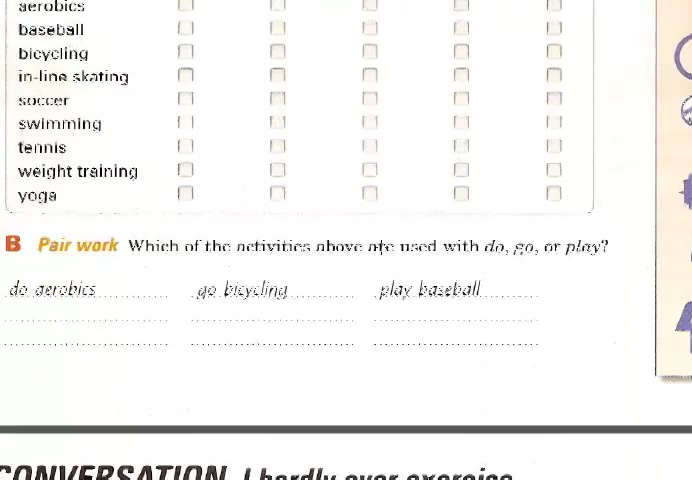 aerobics
baseball
bicycling
in-line skating
soccer
swimming
tennis
weight training
yoga
B Pair work Which of the activities above are used with do, go, or play?
do aerobics go bicycling play baseball
CONVERSATION I hardly ever exercise